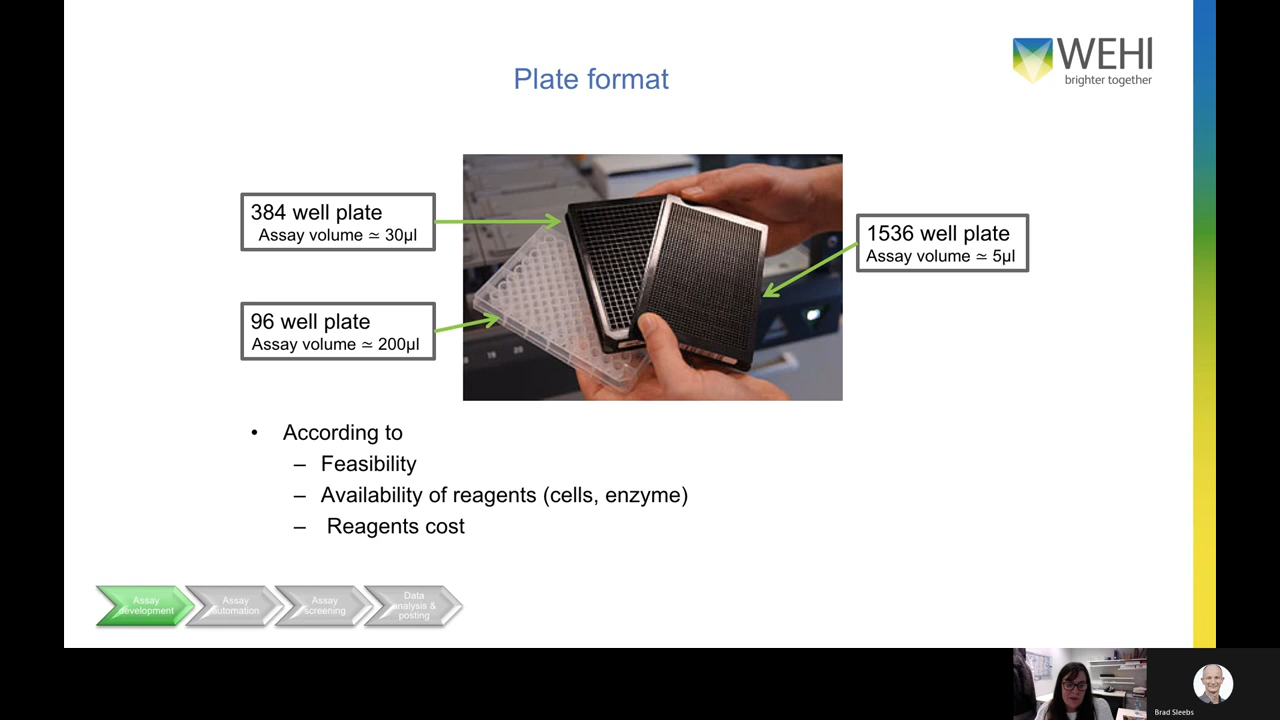 WEHI
brighter together
Plate format
384 well plate
Assay volume ≃ 30µl
96 well plate
Assay volume ≃ 200µl
1536 well plate
Assay volume ≃ 5µl
19 20
• According to
– Feasibility
– Availability of reagents (cells, enzyme)
– Reagents cost
Assay
development
Assay
automation
Assay
screening
Data
analysis &
posting
Brad Sleebs